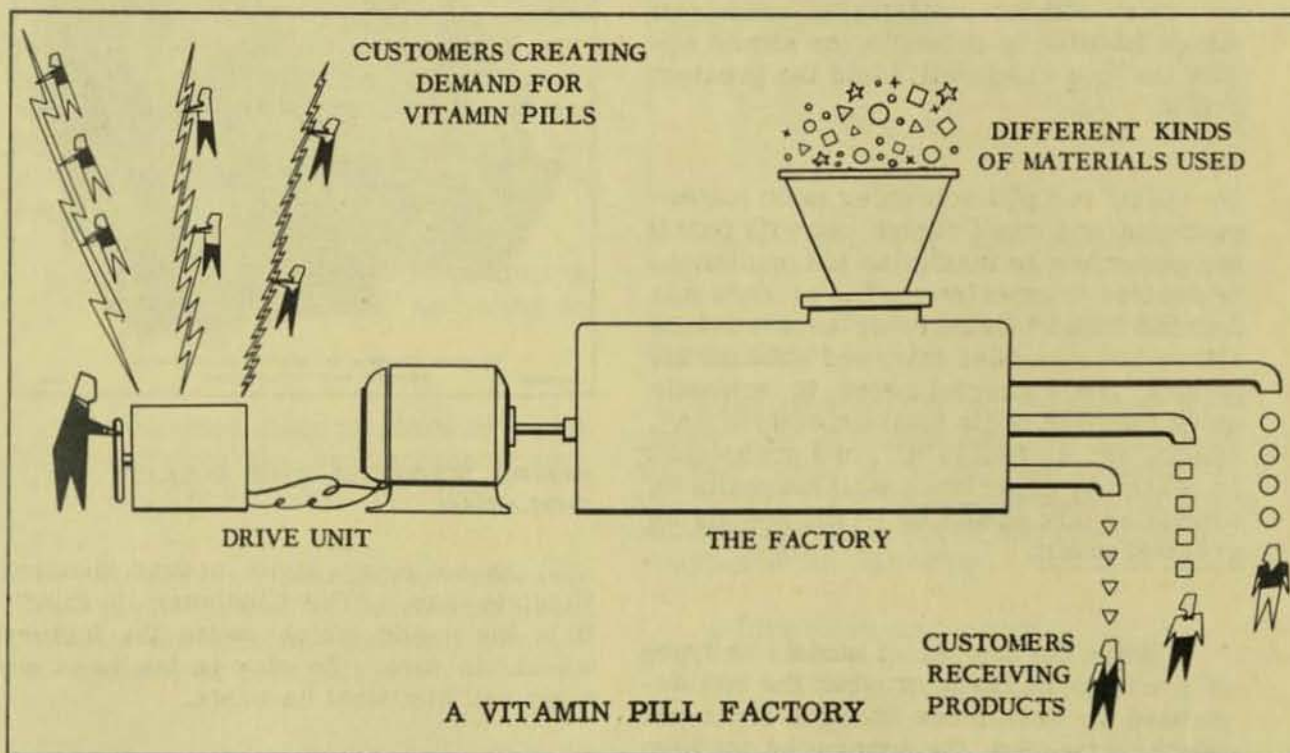 CUSTOMERS CREATING
DEMAND FOR
VITAMIN PILLS
DIFFERENT KINDS
OF MATERIALS USED
DRIVE UNIT
THE FACTORY
CUSTOMERS
RECEIVING
PRODUCTS
A VITAMIN PILL FACTORY